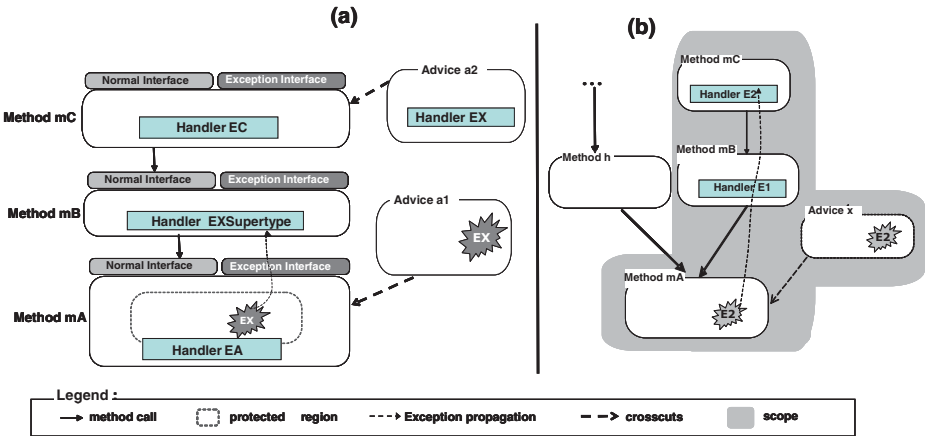 (a)
Normal Interface
Exception Interface
Advice a2
Method mC
Handler EC
Handler EX
Normal Interface
Exception Interface
Method mB
Handler EXSupertype
Advice a1
EX
Normal Interface
Exception Interface
Method mA
EX
Handler EA
(b)
Method mC
...
Handler E2
Method h
Method mB
Handler E1
Advice x
E2
Method mA
E2
Legend :
method call
protected region
Exception propagation
crosscuts
scope